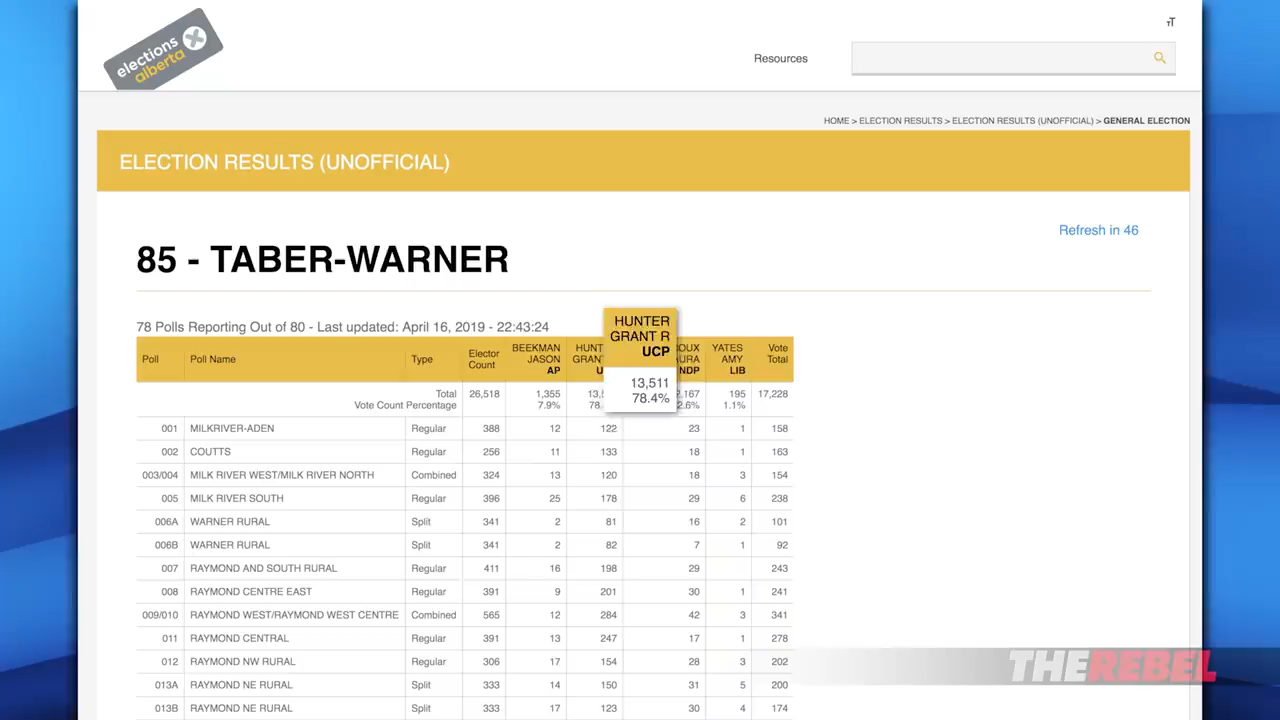 elections
alberta
Resources
HOME > ELECTION RESULTS > ELECTION RESULTS (UNOFFICIAL) > GENERAL ELECTION
ELECTION RESULTS (UNOFFICIAL)
Refresh in 46
85 - TABER-WARNER
78 Polls Reporting Out of 80 - Last updated: April 16, 2019 - 22:43:24
HUNTER
GRANT R
UCP
13,511
78.4%
Poll Poll Name Type Elector Count BEEKMAN JASON AP YATES AMY LIB Vote Total
NDP
Total 26,518 1,355 195 17,228
Vote Count Percentage 7.9% 1.1%
001 MILKRIVER-ADEN Regular 388 12 122 23 1 158
002 COUTTS Regular 256 11 133 18 1 163
003/004 MILK RIVER WEST/MILK RIVER NORTH Combined 324 13 120 18 3 154
005 MILK RIVER SOUTH Regular 396 25 178 29 6 238
006A WARNER RURAL Split 341 2 81 16 2 101
006B WARNER RURAL Split 341 2 82 7 1 92
007 RAYMOND AND SOUTH RURAL Regular 411 16 198 29 243
008 RAYMOND CENTRE EAST Regular 391 9 201 30 1 241
009/010 RAYMOND WEST/RAYMOND WEST CENTRE Combined 565 12 284 42 3 341
011 RAYMOND CENTRAL Regular 391 13 247 17 1 278
012 RAYMOND NW RURAL Regular 306 17 154 28 3 202
013A RAYMOND NE RURAL Split 333 14 150 31 5 200
013B RAYMOND NE RURAL Split 333 17 123 30 4 174
THE REBEL